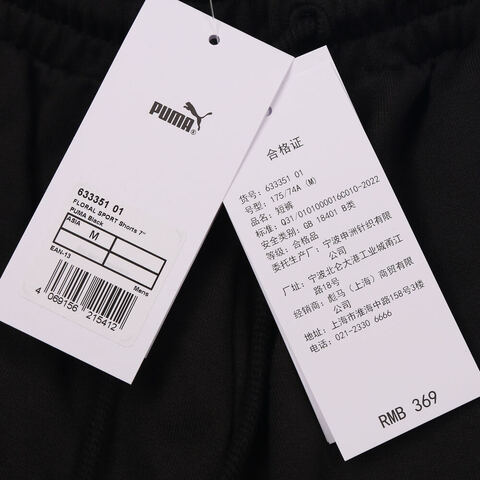 PUMA
633351 01
FLORAL SPORT Shorts 7"
PUMA Black
ASIA
M
EAN-13
Mens
4 069156 215412
合格证
货号: 633351 01
号型: 175/74A (M)
品名: 短裤
标准: Q31/0101000016C010-2022
安全类别: GB 18401 B类
等级: 合格品
委托生产厂: 宁波申洲针织有限
公司
厂址: 宁波北仑大港工业城甬江
路18号
经销商: 彪马（上海）商贸有限
公司
地址: 上海市淮海中路158号3楼
电话: 021-2330 6666
RMB 369